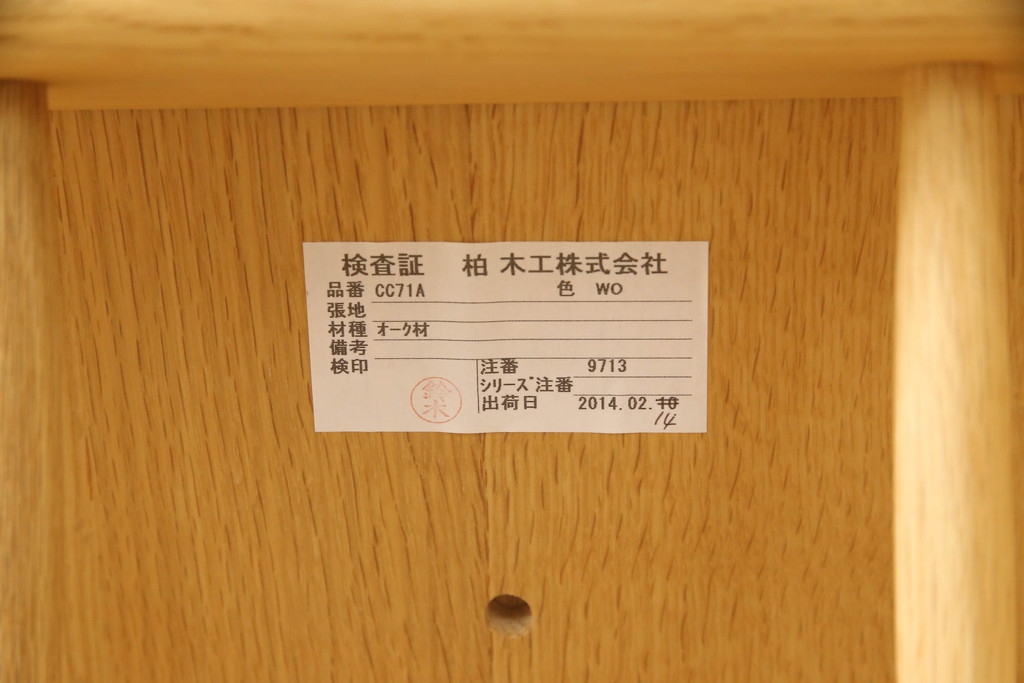 検査証 柏木工株式会社
品番 CC71A 色 WO
張地
材種 オーク材
備考
検印 注番 9713
シリーズ注番
出荷日 2014.02.10
14
鈴木